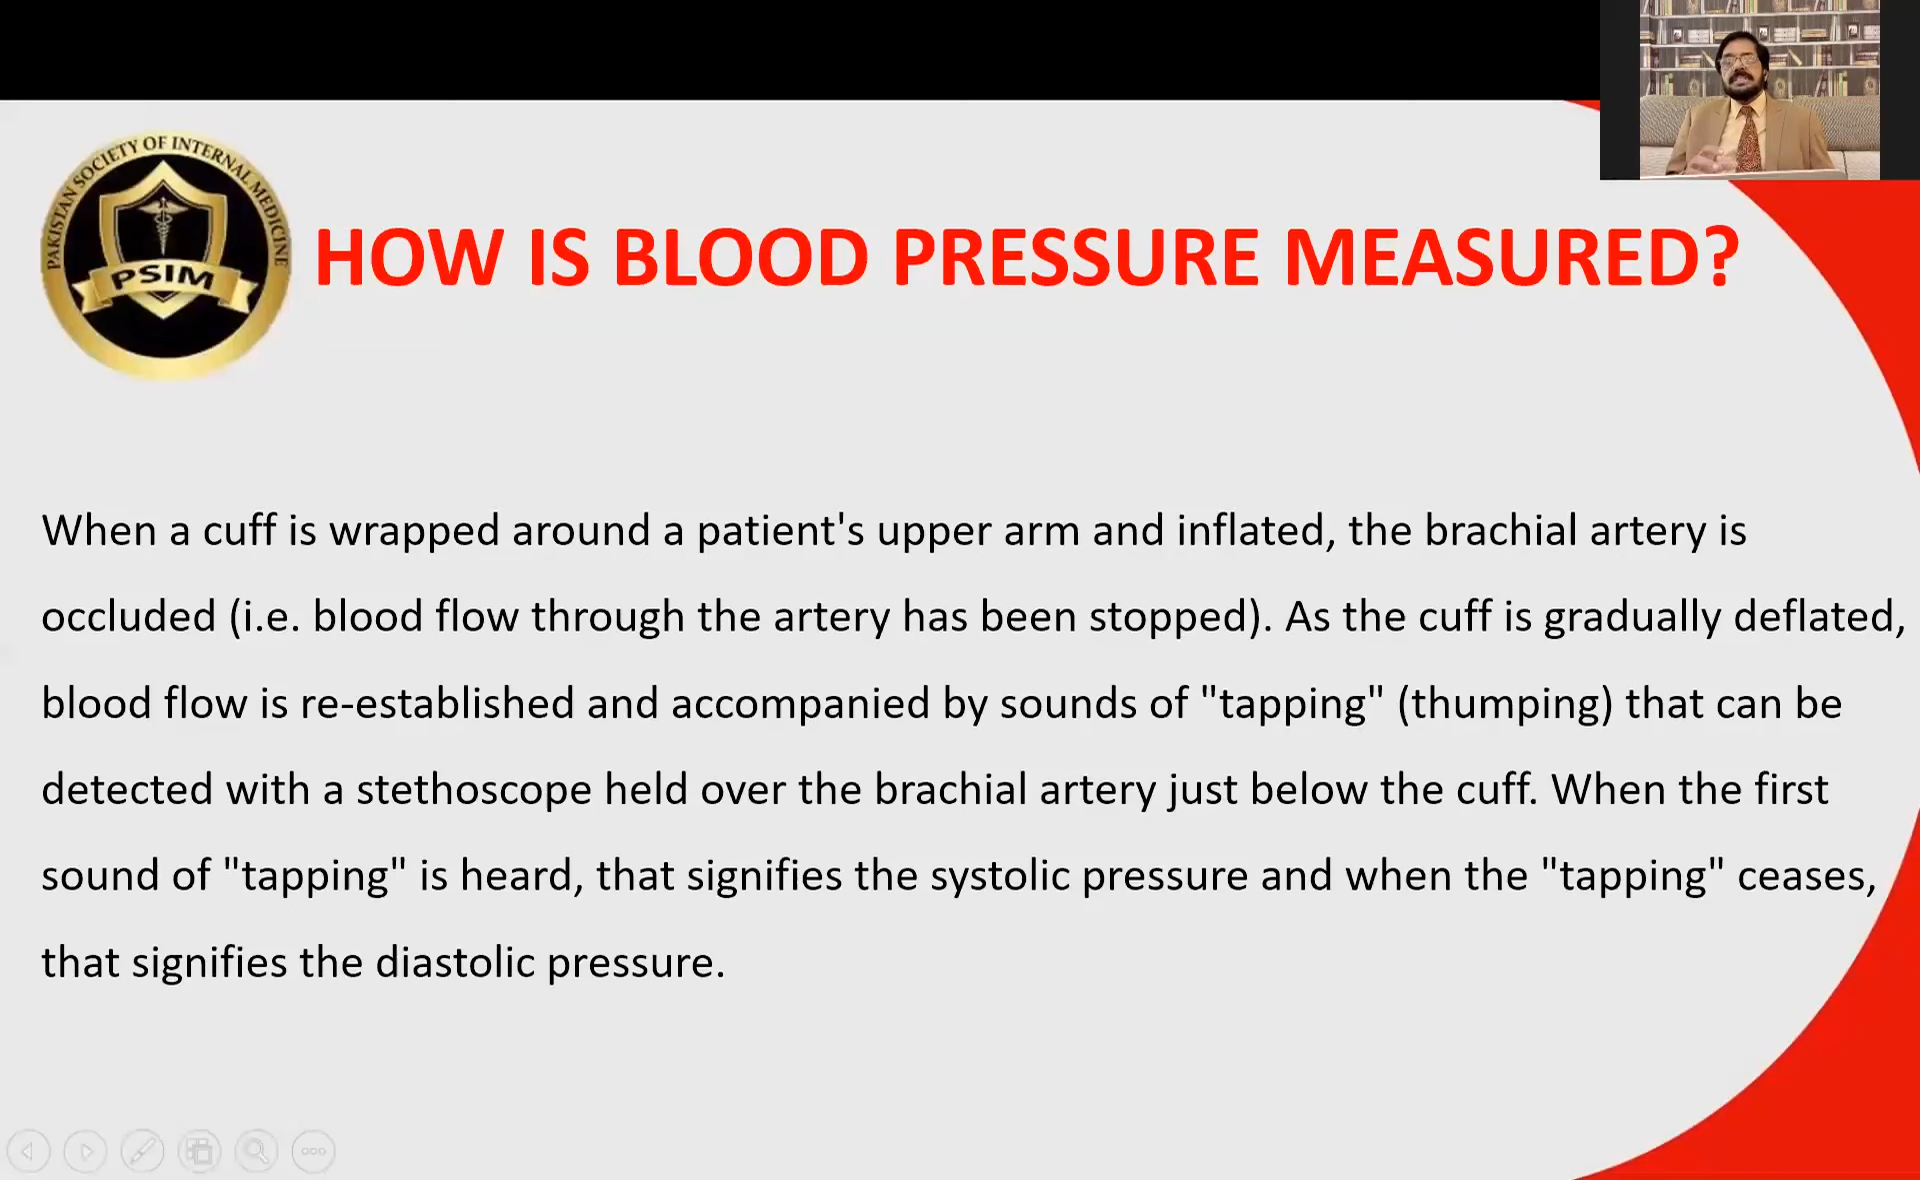 PAKISTAN SOCIETY OF INTERNAL MEDICINE
PSIM
HOW IS BLOOD PRESSURE MEASURED?
When a cuff is wrapped around a patient's upper arm and inflated, the brachial artery is
occluded (i.e. blood flow through the artery has been stopped). As the cuff is gradually deflated,
blood flow is re-established and accompanied by sounds of "tapping" (thumping) that can be
detected with a stethoscope held over the brachial artery just below the cuff. When the first
sound of "tapping" is heard, that signifies the systolic pressure and when the "tapping" ceases,
that signifies the diastolic pressure.